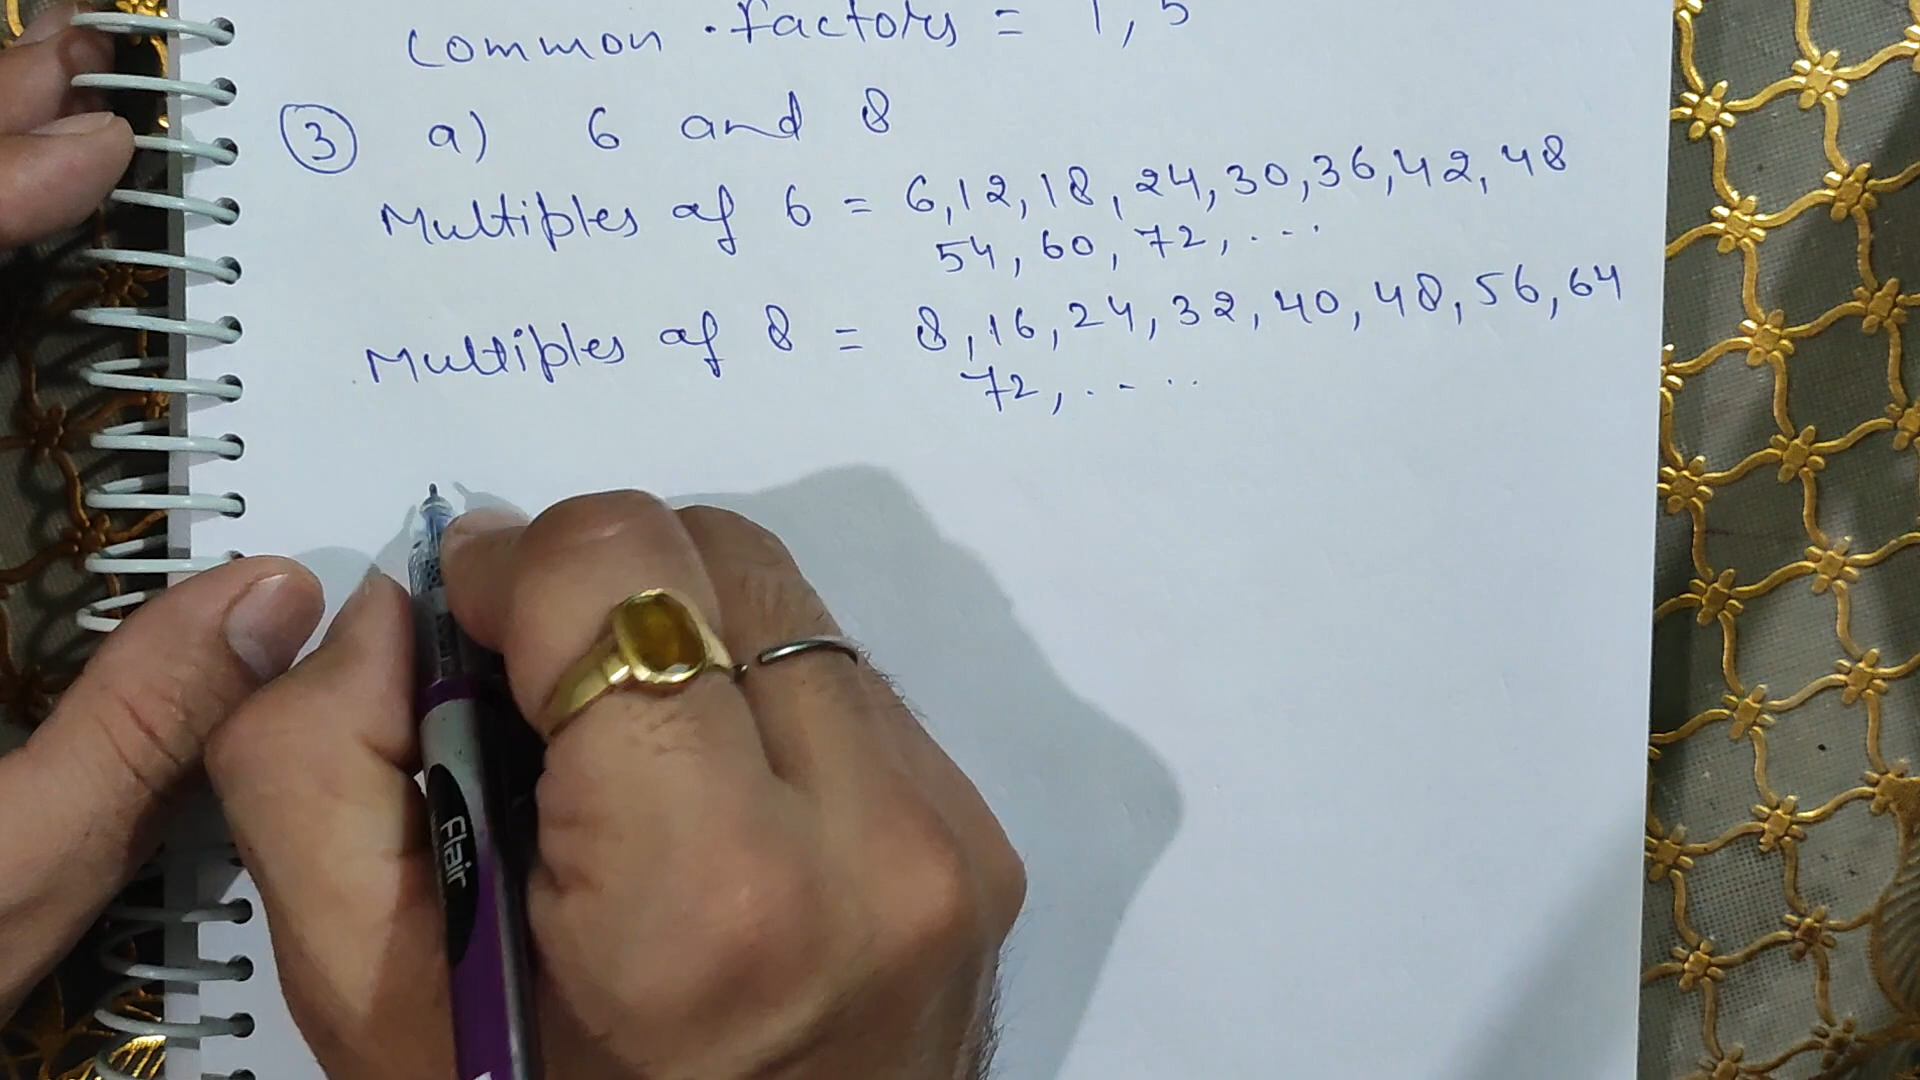 Common factors = 1, 5
③ a) 6 and 8
Multiples of 6 = 6, 12, 18, 24, 30, 36, 42, 48
54, 60, 72, ....
Multiples of 8 = 8, 16, 24, 32, 40, 48, 56, 64
72, .....
Flair